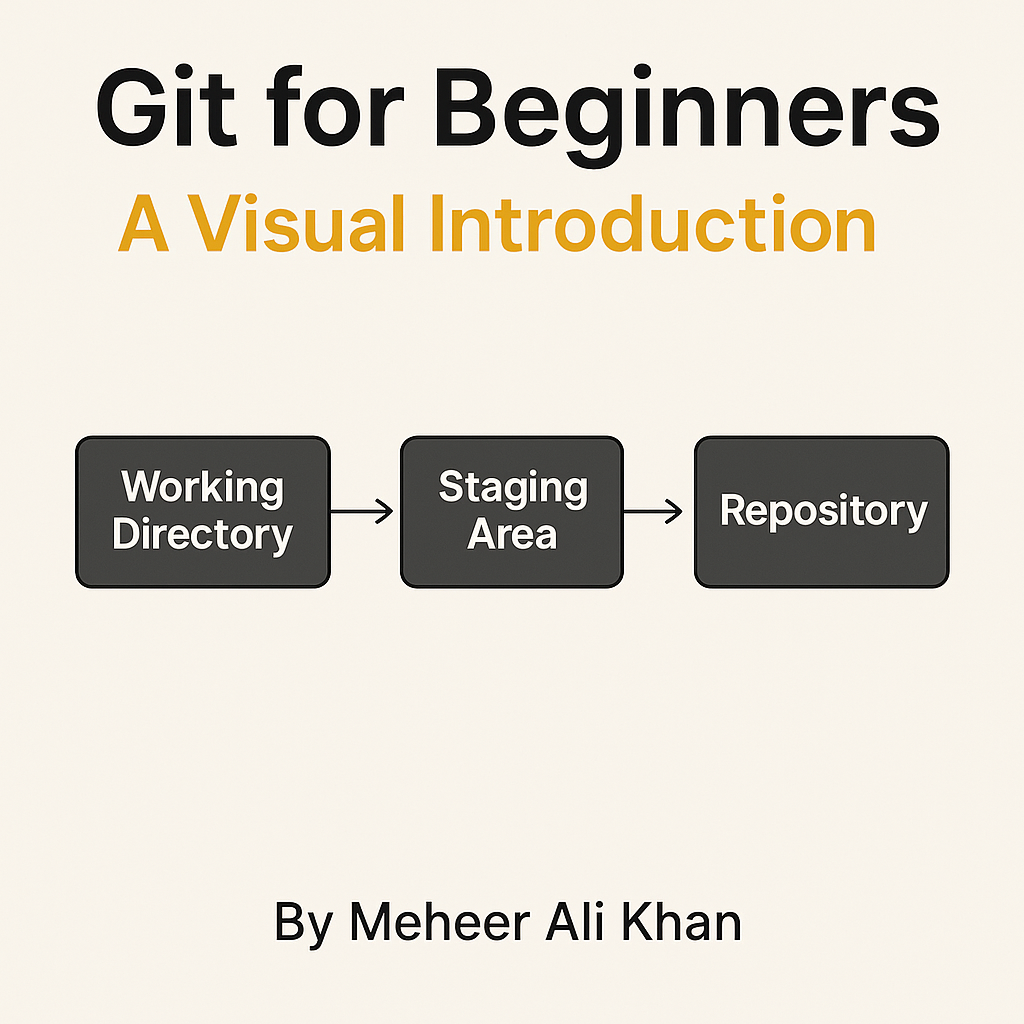 Git for Beginners
A Visual Introduction
Working
Directory
Staging
Area
Repository
By Meheer Ali Khan